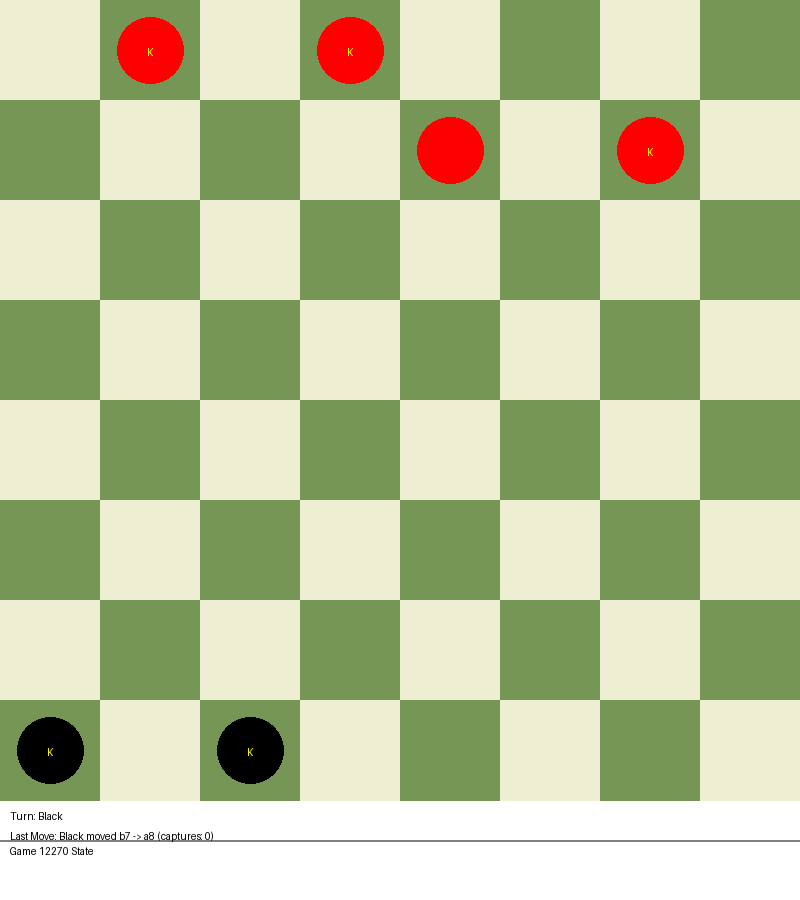 K K
K
K K
Turn: Black
Last Move: Black moved b7 -> a8 (captures: 0)
Game 12270 State